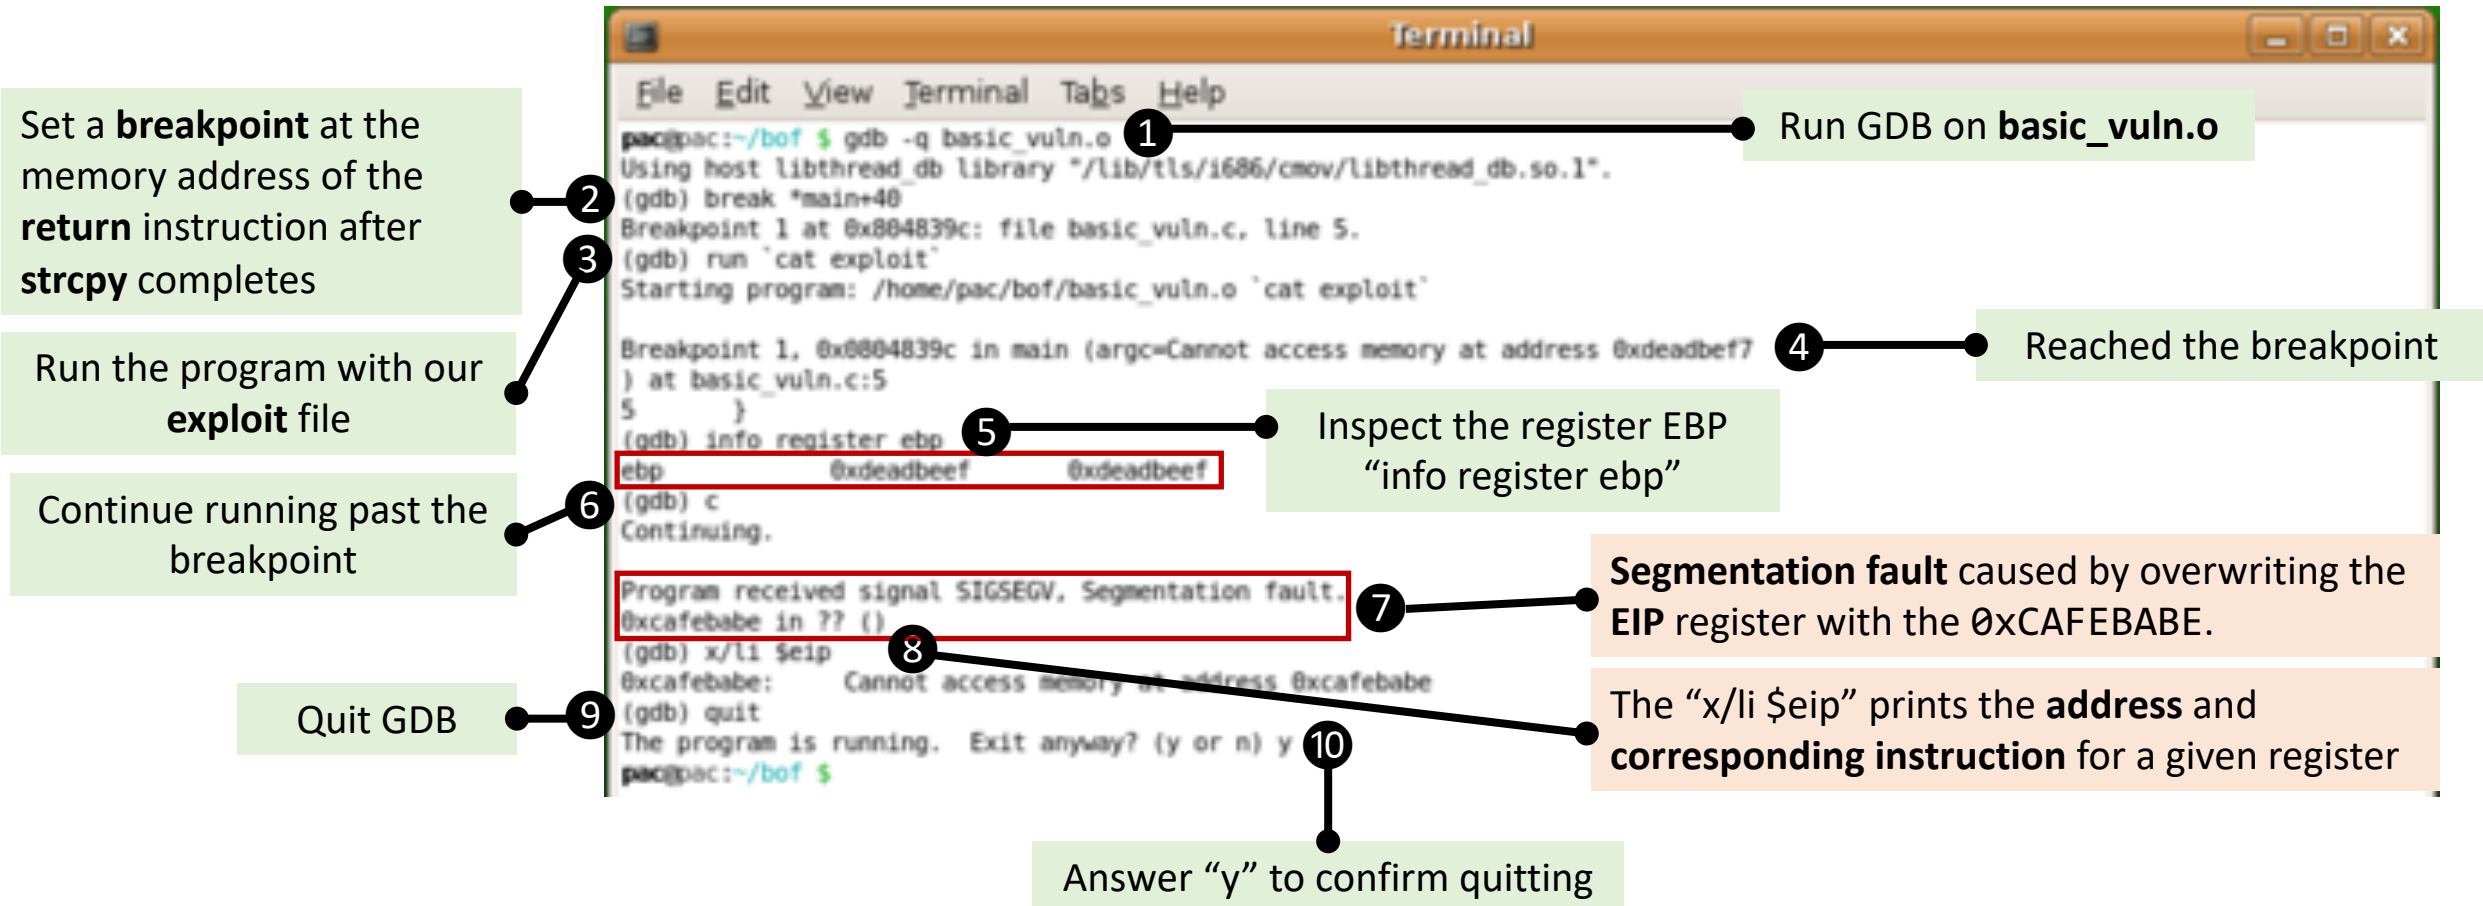 Terminal
File Edit View Terminal Tabs Help
pac@pac:~/bof $ gdb -q basic_vuln.o
Using host libthread_db library "/lib/tls/i686/cmov/libthread_db.so.1".
(gdb) break *main+40
Breakpoint 1 at 0x804839c: file basic_vuln.c, line 5.
(gdb) run `cat exploit`
Starting program: /home/pac/bof/basic_vuln.o `cat exploit`
Breakpoint 1, 0x0804839c in main (argc=Cannot access memory at address 0xdeadbef7
) at basic_vuln.c:5
5 }
(gdb) info register ebp
ebp 0xdeadbeef 0xdeadbeef
(gdb) c
Continuing.
Program received signal SIGSEGV, Segmentation fault.
0xcafebabe in ?? ()
(gdb) x/li $eip
0xcafebabe: Cannot access memory at address 0xcafebabe
(gdb) quit
The program is running. Exit anyway? (y or n) y
pac@pac:~/bof $
1
Run GDB on basic_vuln.o
2
Set a breakpoint at the
memory address of the
return instruction after
strcpy completes
3
Run the program with our
exploit file
4
Reached the breakpoint
5
Inspect the register EBP
“info register ebp”
6
Continue running past the
breakpoint
7
Segmentation fault caused by overwriting the
EIP register with the 0xCAFEBABE.
8
The “x/li $eip” prints the address and
corresponding instruction for a given register
9
Quit GDB
10
Answer “y” to confirm quitting